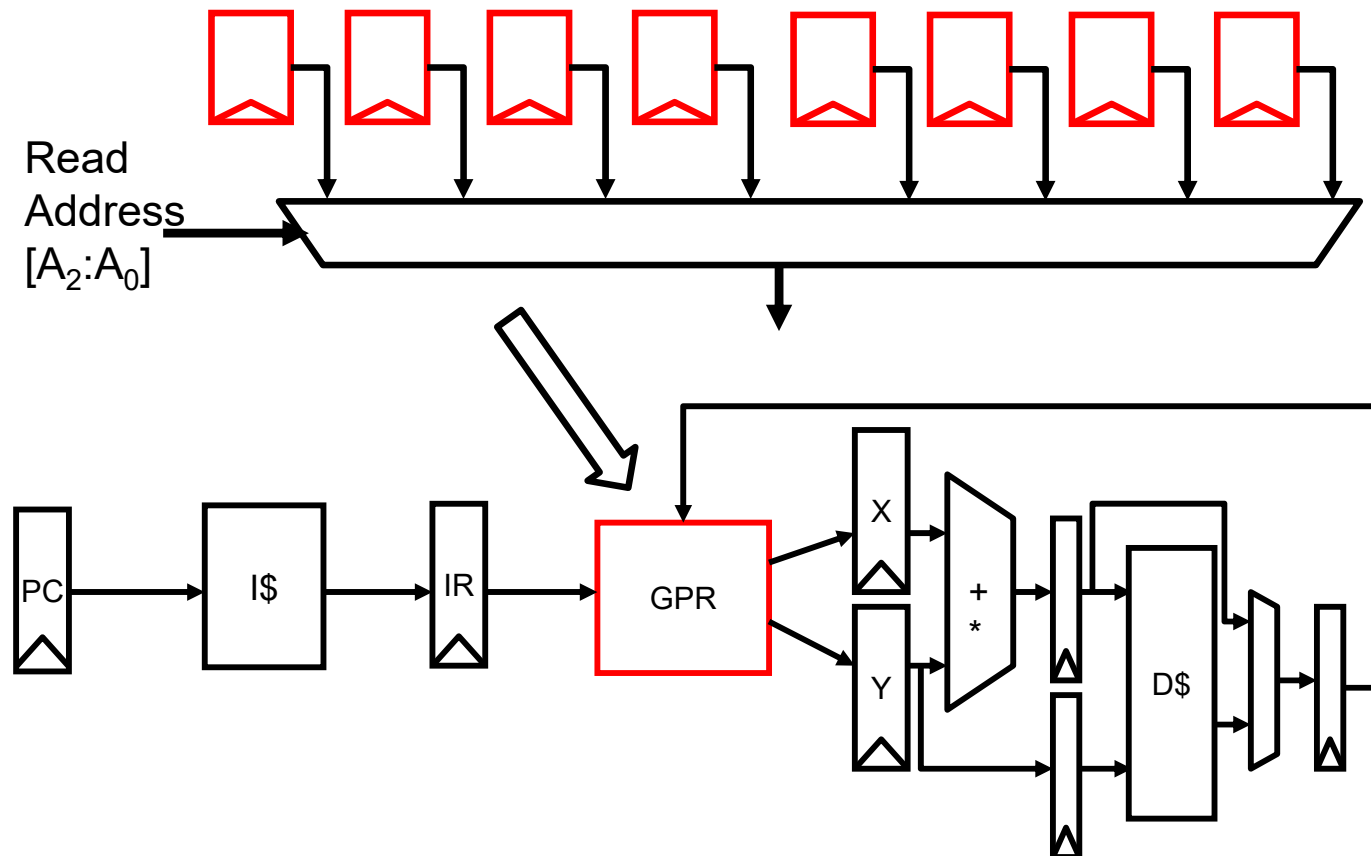 Read
Address
[A₂:A₀]
PC
I$
IR
GPR
X
Y
+
*
D$